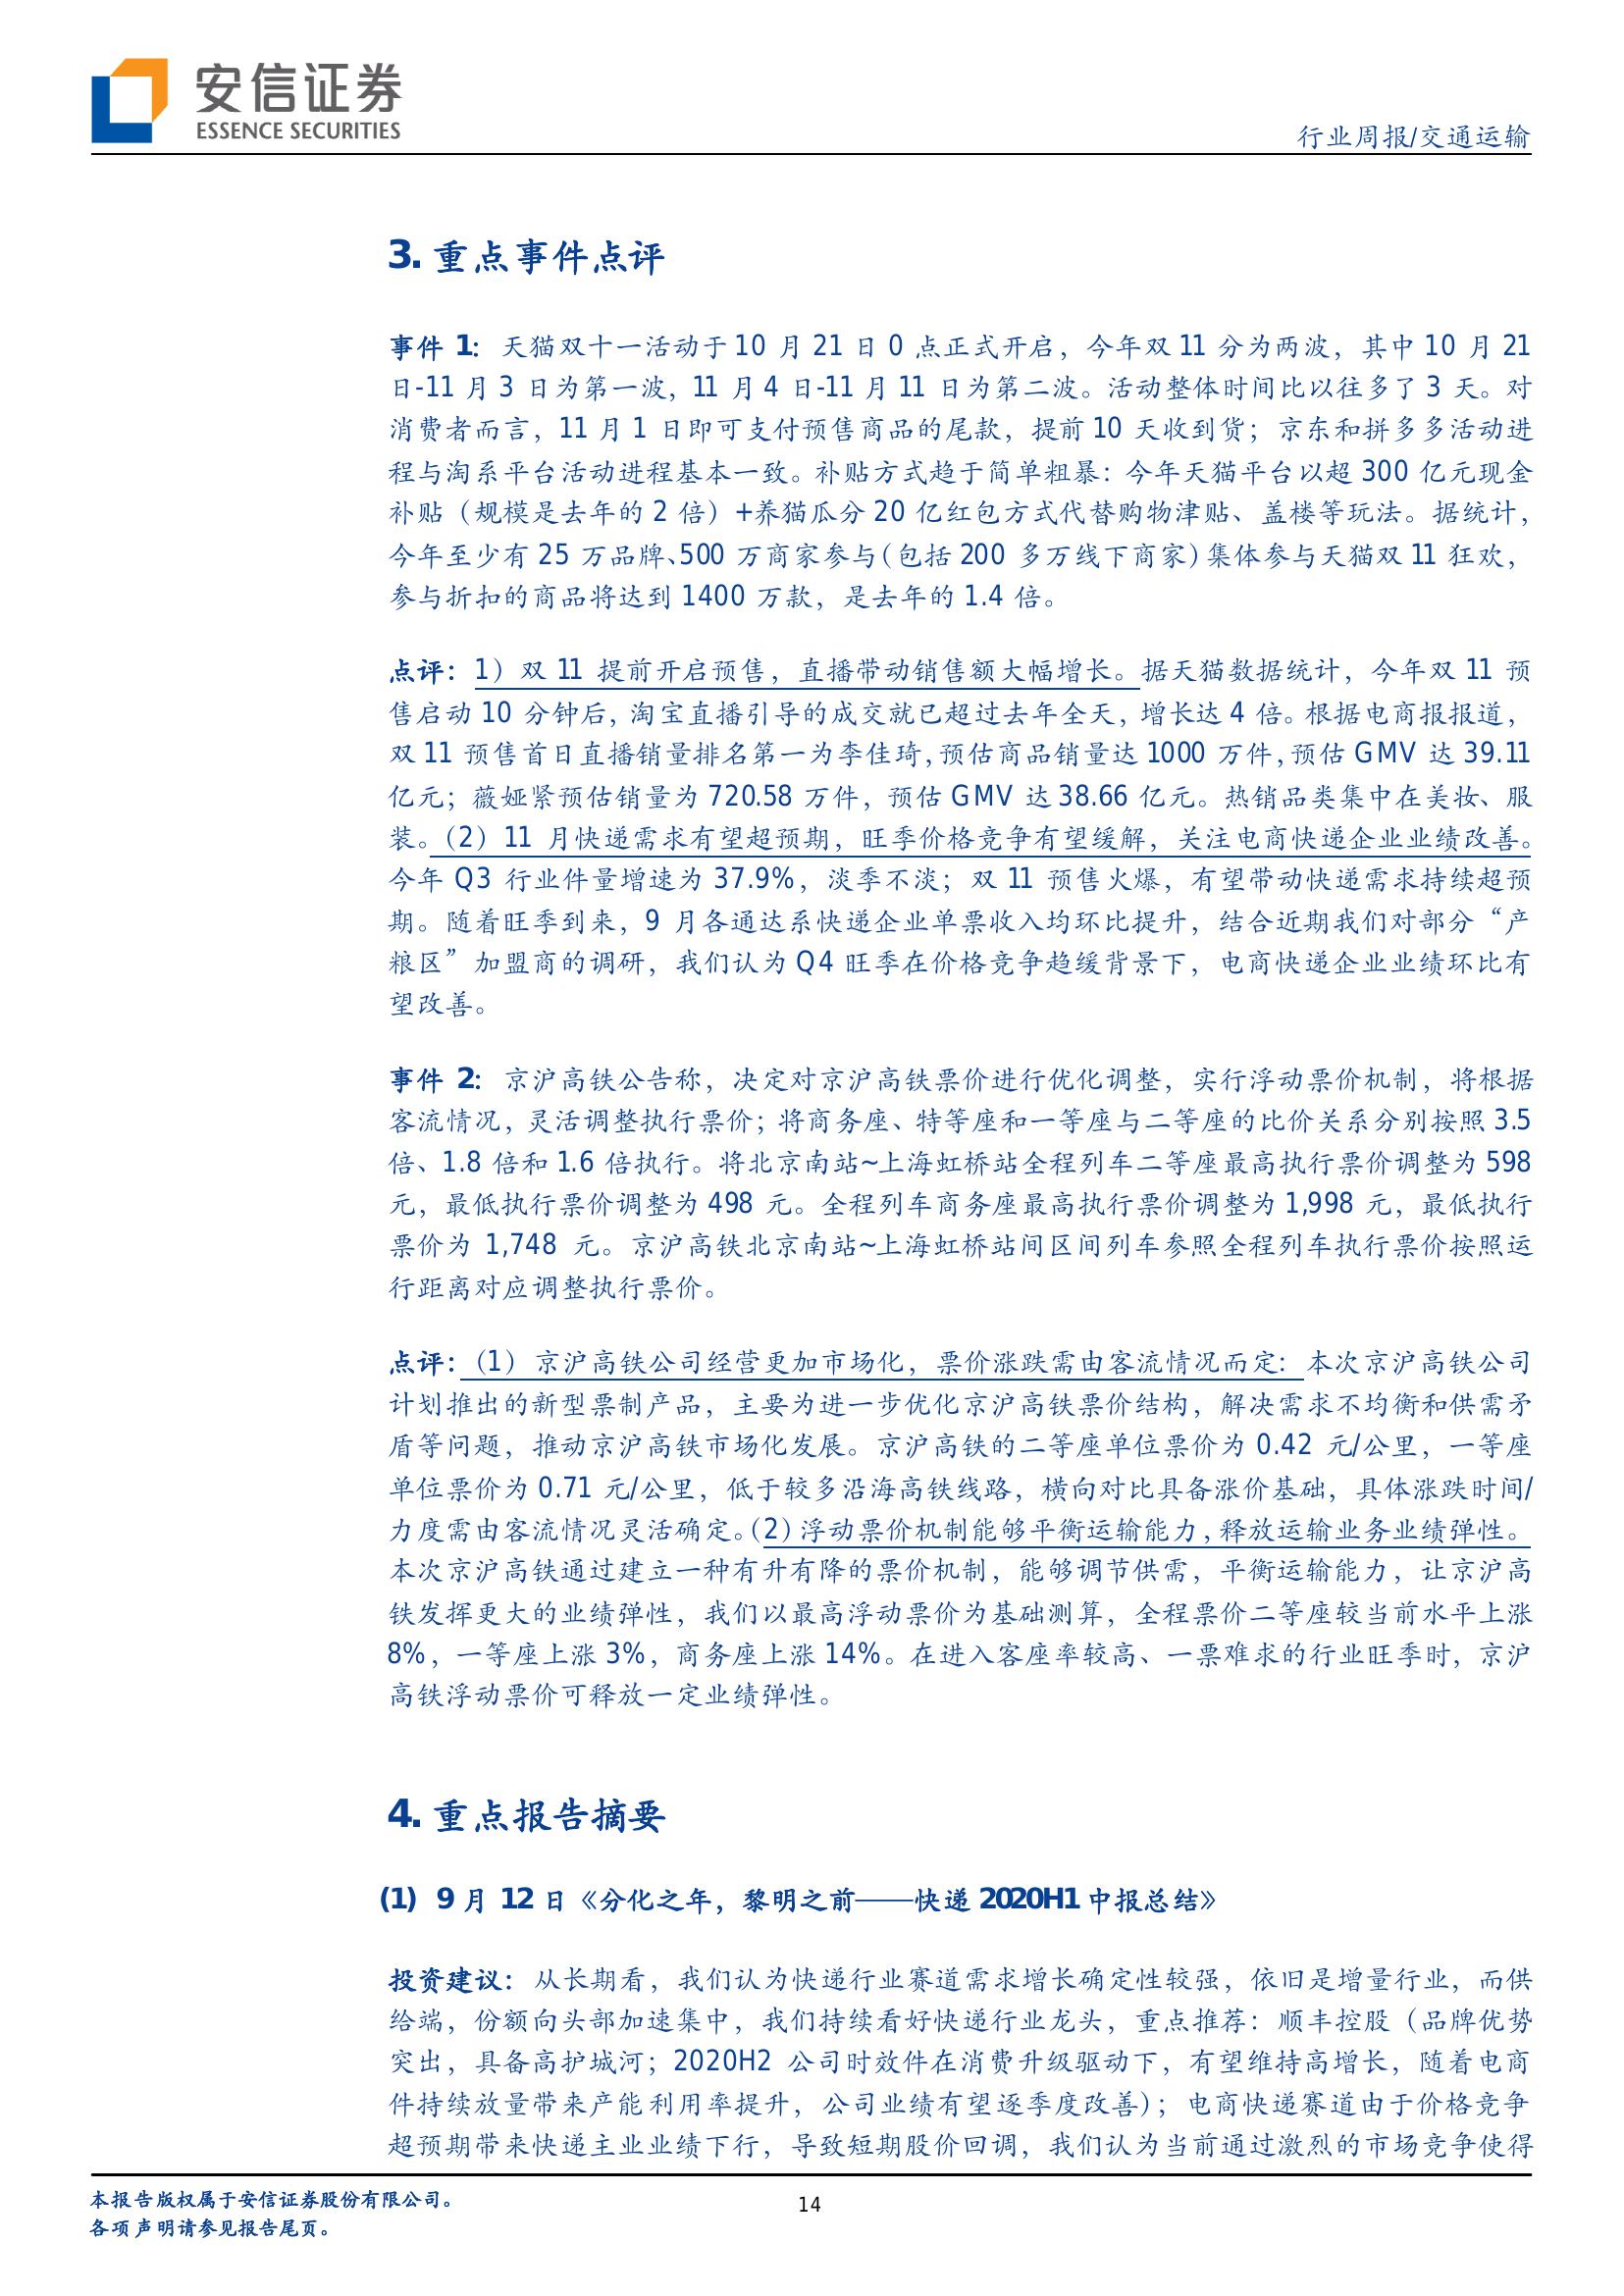 安信证券
ESSENCE SECURITIES
行业周报/交通运输
3. 重点事件点评
事件 1：天猫双十一活动于 10 月 21 日 0 点正式开启，今年双 11 分为两波，其中 10 月 21
日-11 月 3 日为第一波，11 月 4 日-11 月 11 日为第二波。活动整体时间比以往多了 3 天。对
消费者而言，11 月 1 日即可支付预售商品的尾款，提前 10 天收到货；京东和拼多多活动进
程与淘系平台活动进程基本一致。补贴方式趋于简单粗暴：今年天猫平台以超 300 亿元现金
补贴（规模是去年的 2 倍）+养猫瓜分 20 亿红包方式代替购物津贴、盖楼等玩法。据统计，
今年至少有 25 万品牌、500 万商家参与（包括 200 多万线下商家）集体参与天猫双 11 狂欢，
参与折扣的商品将达到 1400 万款，是去年的 1.4 倍。
点评：1）双 11 提前开启预售，直播带动销售额大幅增长。据天猫数据统计，今年双 11 预
售启动 10 分钟后，淘宝直播引导的成交就已超过去年全天，增长达 4 倍。根据电商报报道，
双 11 预售首日直播销量排名第一为李佳琦，预估商品销量达 1000 万件，预估 GMV 达 39.11
亿元；薇娅紧预估销量为 720.58 万件，预估 GMV 达 38.66 亿元。热销品类集中在美妆、服
装。（2）11 月快递需求有望超预期，旺季价格竞争有望缓解，关注电商快递企业业绩改善。
今年 Q3 行业件量增速为 37.9%，淡季不淡；双 11 预售火爆，有望带动快递需求持续超预
期。随着旺季到来，9 月各通达系快递企业单票收入均环比提升，结合近期我们对部分“产
粮区”加盟商的调研，我们认为 Q4 旺季在价格竞争趋缓背景下，电商快递企业业绩环比有
望改善。
事件 2：京沪高铁公告称，决定对京沪高铁票价进行优化调整，实行浮动票价机制，将根据
客流情况，灵活调整执行票价；将商务座、特等座和一等座与二等座的比价关系分别按照 3.5
倍、1.8 倍和 1.6 倍执行。将北京南站~上海虹桥站全程列车二等座最高执行票价调整为 598
元，最低执行票价调整为 498 元。全程列车商务座最高执行票价调整为 1,998 元，最低执行
票价为 1,748 元。京沪高铁北京南站~上海虹桥站间区间列车参照全程列车执行票价按照运
行距离对应调整执行票价。
点评：（1）京沪高铁公司经营更加市场化，票价涨跌需由客流情况而定：本次京沪高铁公司
计划推出的新型票制产品，主要为进一步优化京沪高铁票价结构，解决需求不均衡和供需矛
盾等问题，推动京沪高铁市场化发展。京沪高铁的二等座单位票价为 0.42 元/公里，一等座
单位票价为 0.71 元/公里，低于较多沿海高铁线路，横向对比具备涨价基础，具体涨跌时间/
力度需由客流情况灵活确定。（2）浮动票价机制能够平衡运输能力，释放运输业务业绩弹性。
本次京沪高铁通过建立一种有升有降的票价机制，能够调节供需，平衡运输能力，让京沪高
铁发挥更大的业绩弹性，我们以最高浮动票价为基础测算，全程票价二等座较当前水平上涨
8%，一等座上涨 3%，商务座上涨 14%。在进入客座率较高、一票难求的行业旺季时，京沪
高铁浮动票价可释放一定业绩弹性。
4. 重点报告摘要
(1) 9 月 12 日《分化之年，黎明之前——快递 2020H1 中报总结》
投资建议：从长期看，我们认为快递行业赛道需求增长确定性较强，依旧是增量行业，而供
给端，份额向头部加速集中，我们持续看好快递行业龙头，重点推荐：顺丰控股（品牌优势
突出，具备高护城河；2020H2 公司时效件在消费升级驱动下，有望维持高增长，随着电商
件持续放量带来产能利用率提升，公司业绩有望逐季度改善）；电商快递赛道由于价格竞争
超预期带来快递主业业绩下行，导致短期股价回调，我们认为当前通过激烈的市场竞争使得
本报告版权属于安信证券股份有限公司。
各项声明请参见报告尾页。
14